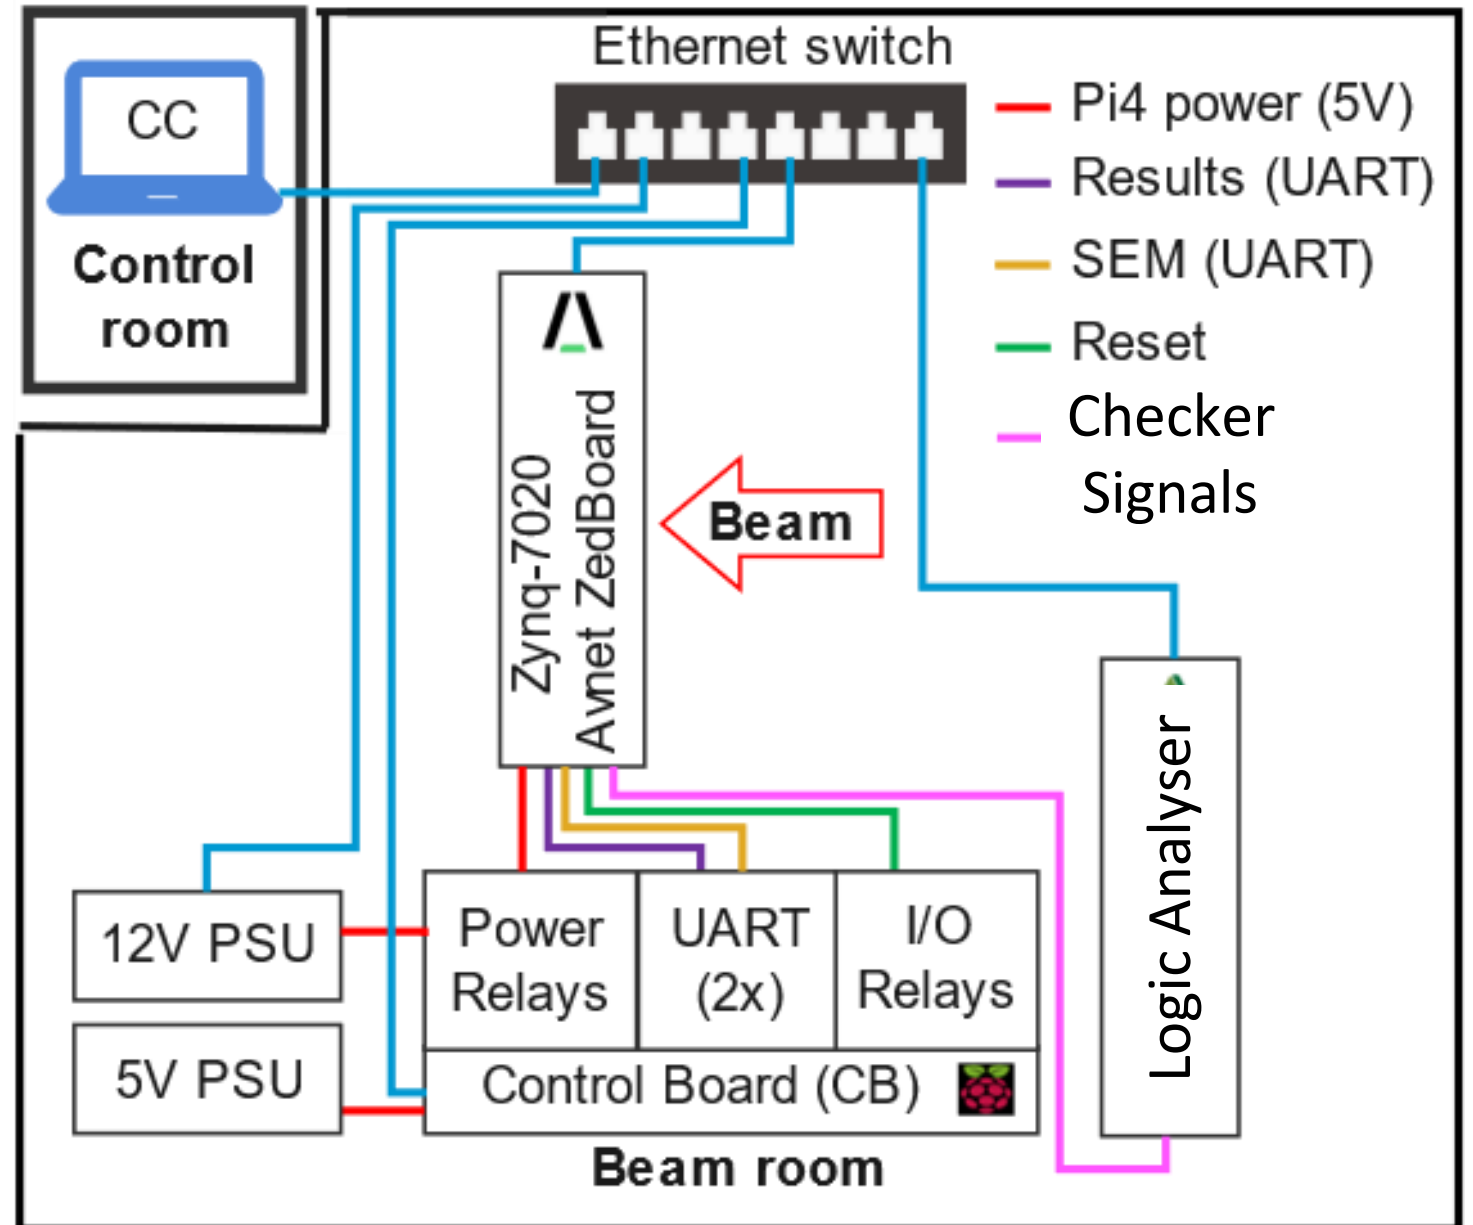 Ethernet switch
CC
Control
room
Pi4 power (5V)
Results (UART)
SEM (UART)
Reset
Checker
Signals
Zynq-7020
Avnet ZedBoard
Beam
Logic Analyser
12V PSU
5V PSU
Power
Relays
UART
(2x)
I/O
Relays
Control Board (CB)
Beam room